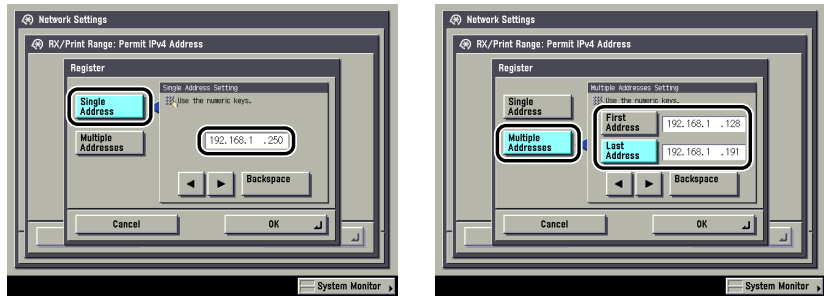 Network Settings
RX/Print Range: Permit IPv4 Address
Register
Single Address Setting
Use the numeric keys.
Single
Address
Multiple
Addresses
192.168.1 .250
◄ ► Backspace
Cancel OK
System Monitor
Network Settings
RX/Print Range: Permit IPv4 Address
Register
Multiple Addresses Setting
Use the numeric keys.
Single
Address
Multiple
Addresses
First
Address 192.168.1 .128
Last
Address 192.168.1 .191
◄ ► Backspace
Cancel OK
System Monitor